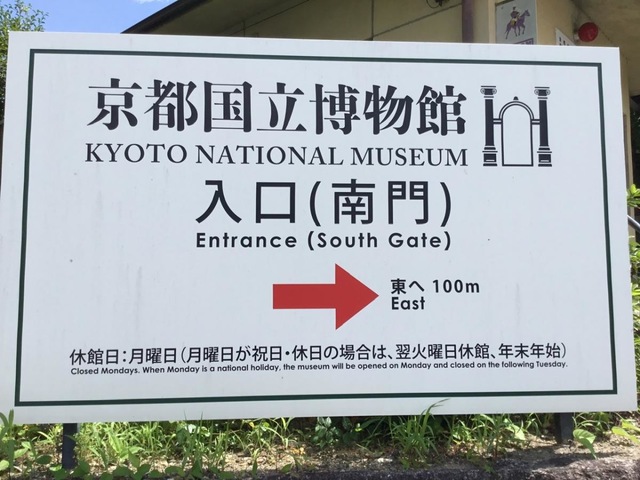 京都国立博物館
KYOTO NATIONAL MUSEUM
入口(南門)
Entrance (South Gate)
東へ 100m
East
休館日:月曜日(月曜日が祝日・休日の場合は、翌火曜日休館、年末年始)
Closed Mondays. When Monday is a national holiday, the museum will be opened on Monday and closed on the following Tuesday.